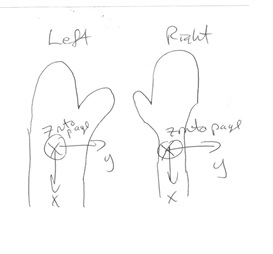 Left
Right
z into
page
y
x
z into page
y
x